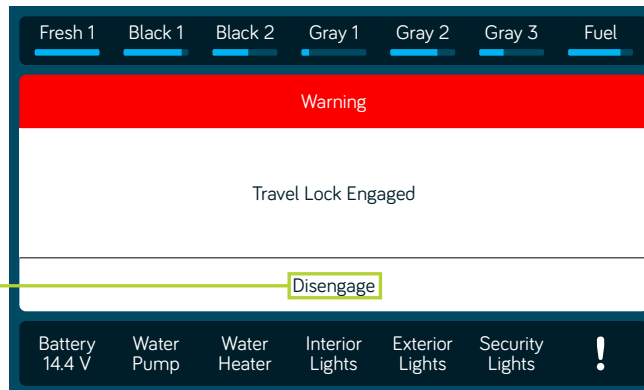 Fresh 1 Black 1 Black 2 Gray 1 Gray 2 Gray 3 Fuel
Warning
Travel Lock Engaged
Disengage
Battery Water Water Interior Exterior Security !
14.4 V Pump Heater Lights Lights Lights